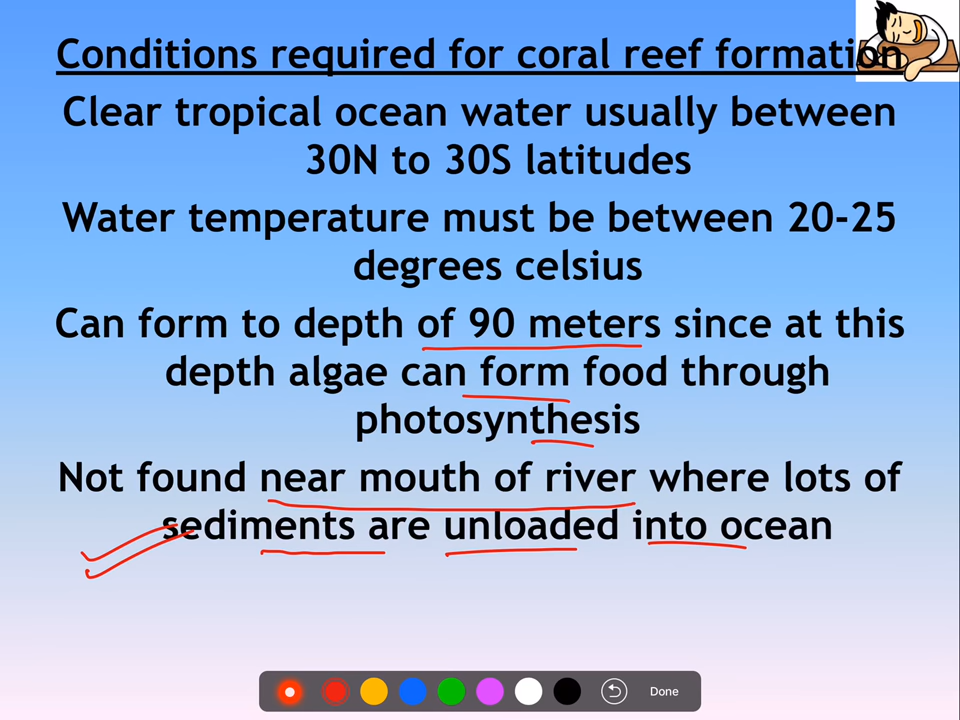 Conditions required for coral reef formation
Clear tropical ocean water usually between
30N to 30S latitudes
Water temperature must be between 20-25
degrees celsius
Can form to depth of 90 meters since at this
depth algae can form food through
photosynthesis
Not found near mouth of river where lots of
sediments are unloaded into ocean
Done